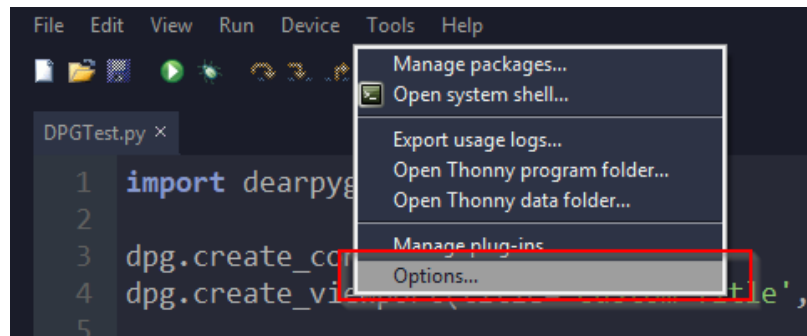 File Edit View Run Device Tools Help
Manage packages...
Open system shell...
DPGTest.py ×
Export usage logs...
Open Thonny program folder...
Open Thonny data folder...
Manage plug-ins
Options...
1 import dearpyg
2
3 dpg.create_co
4 dpg.create_vi
5